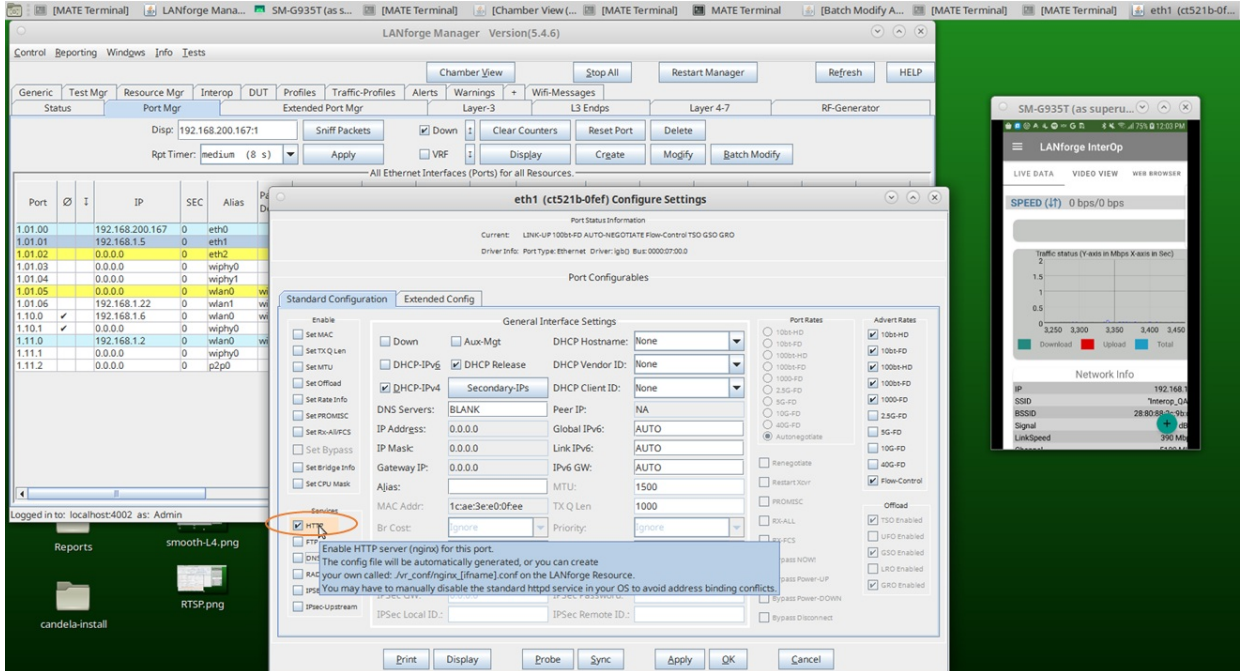 [MATE Terminal] LANforge Mana... SM-G935T (as s... [MATE Terminal] [Chamber View (... [MATE Terminal] MATE Terminal [Batch Modify A... [MATE Terminal] [MATE Terminal] eth1 (ct521b-0f...
LANforge Manager Version(5.4.6)
Control Reporting Windows Info Tests
Chamber View Stop All Restart Manager Refresh HELP
Generic Test Mgr Resource Mgr Interop DUT Profiles Traffic-Profiles Alerts Warnings + Wifi-Messages
Status Port Mgr Extended Port Mgr Layer-3 L3 Endps Layer 4-7 RF-Generator
Disp: 192.168.200.167:1 Sniff Packets Down Clear Counters Reset Port Delete
Rpt Timer: medium (8 s) Apply VRF Display Create Modify Batch Modify
All Ethernet Interfaces (Ports) for all Resources.
Port IP SEC Alias
1.01.00 192.168.200.167 0 eth0
1.01.01 192.168.1.5 0 eth1
1.01.02 0.0.0.0 0 eth2
1.01.03 0.0.0.0 0 wiphy0
1.01.04 0.0.0.0 0 wiphy1
1.01.05 0.0.0.0 0 wlan0
1.01.06 192.168.1.22 0 wlan1
1.10.0 192.168.1.6 0 wlan0
1.10.1 0.0.0.0 0 wiphy0
1.11.0 192.168.1.2 0 wlan0
1.11.1 0.0.0.0 0 wiphy0
1.11.2 0.0.0.0 0 p2p0
Logged in to: localhost:4002 as: Admin
Reports
smooth-L4.png
RTSP.png
candela-install
eth1 (ct521b-0fef) Configure Settings
Port Status Information
Current: LINK-UP 100bt-FD AUTO-NEGOTIATE Flow-Control TSO GSO GRO
Driver Info: Port Type: Ethernet Driver: igb() Bus: 0000:07:00.0
Port Configurables
Standard Configuration Extended Config
Enable
Set MAC
Set TX Q Len
Set MTU
Set Offload
Set Rate Info
Set PROMISC
Set Rx-All/FCS
Set Bypass
Set Bridge Info
Set CPU Mask
Services
HTTP
FTP
General Interface Settings
Down Aux-Mgt DHCP Hostname: None
DHCP-IPv6 DHCP Release DHCP Vendor ID: None
DHCP-IPv4 Secondary-IPs DHCP Client ID: None
DNS Servers: BLANK Peer IP: NA
IP Address: 0.0.0.0 Global IPv6: AUTO
IP Mask: 0.0.0.0 Link IPv6: AUTO
Gateway IP: 0.0.0.0 IPv6 GW: AUTO
Alias: MTU: 1500
MAC Addr: 1c:ae:3e:e0:0f:ee TX Q Len 1000
Br Cost: Ignore Priority: Ignore
Enable HTTP server (nginx) for this port.
The config file will be automatically generated, or you can create
your own called: ./vr_conf/nginx_[ifname].conf on the LANforge Resource.
You may have to manually disable the standard httpd service in your OS to avoid address binding conflicts.
IPsec-Upstream
IPSec Local ID.: IPSec Remote ID.:
Port Rates
10bt-HD
10bt-FD
100bt-HD
100bt-FD
1000-FD
2.5G-FD
5G-FD
10G-FD
40G-FD
Autonegotiate
Renegotiate
Restart Xcvr
PROMISC
RX-ALL
Bypass Power-DOWN
Bypass Disconnect
Advert Rates
10bt-HD
10bt-FD
100bt-HD
100bt-FD
1000-FD
2.5G-FD
5G-FD
10G-FD
40G-FD
Flow-Control
Offload
TSO Enabled
UFO Enabled
GSO Enabled
LRO Enabled
GRO Enabled
Print Display Probe Sync Apply OK Cancel
SM-G935T (as superu...
75% 12:03 PM
LANforge InterOp
LIVE DATA VIDEO VIEW WEB BROWSER
SPEED (↓↑) 0 bps/0 bps
Traffic status (Y-axis in Mbps X-axis in Sec)
2
1.5
1
0.5
0
3,250 3,300 3,350 3,400 3,450
Download Upload Total
Network Info
IP 192.168.1
SSID "Interop_QA
BSSID 28:80:88
Signal
LinkSpeed 390 Mb